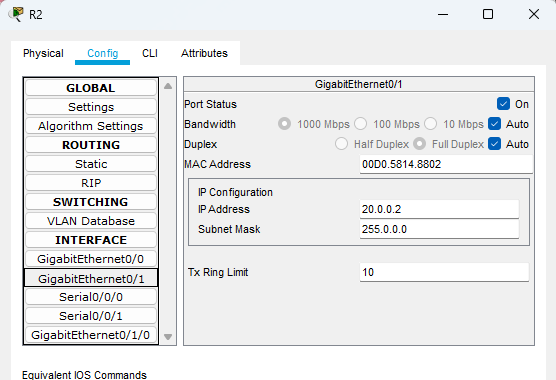 R2
Physical Config CLI Attributes
GLOBAL
Settings
Algorithm Settings
ROUTING
Static
RIP
SWITCHING
VLAN Database
INTERFACE
GigabitEthernet0/0
GigabitEthernet0/1
Serial0/0/0
Serial0/0/1
GigabitEthernet0/1/0
GigabitEthernet0/1
Port Status On
Bandwidth 1000 Mbps 100 Mbps 10 Mbps Auto
Duplex Half Duplex Full Duplex Auto
MAC Address 00D0.5814.8802
IP Configuration
IP Address 20.0.0.2
Subnet Mask 255.0.0.0
Tx Ring Limit 10
Equivalent IOS Commands